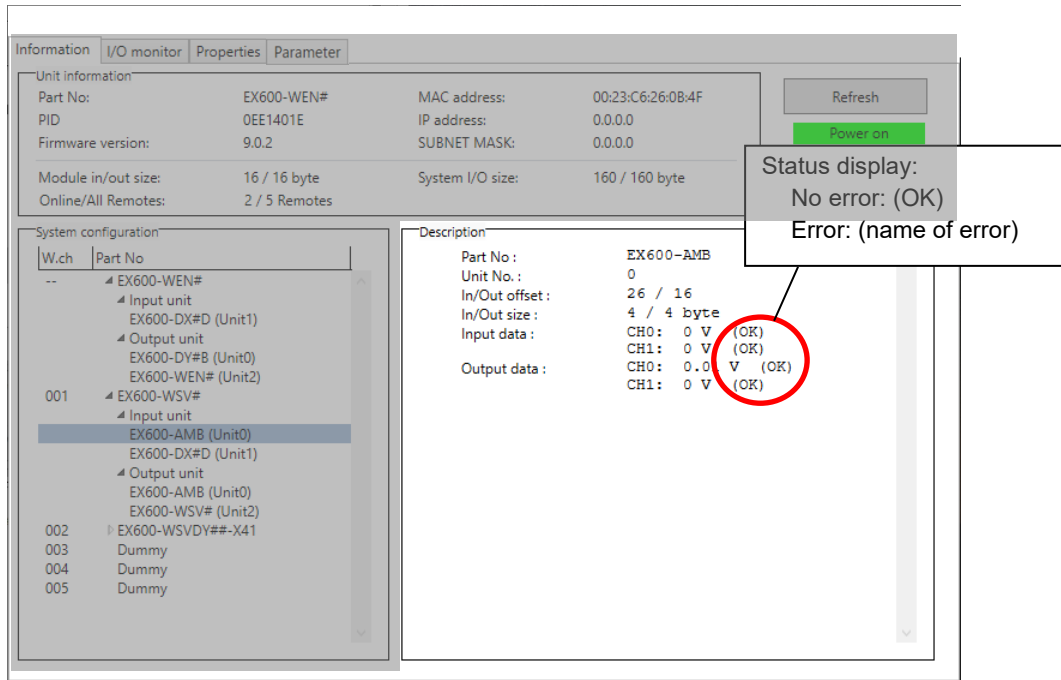 Information I/O monitor Properties Parameter
Unit information
Part No: EX600-WEN# MAC address: 00:23:C6:26:0B:4F Refresh
PID 0EE1401E IP address: 0.0.0.0
Firmware version: 9.0.2 SUBNET MASK: 0.0.0.0 Power on
Module in/out size: 16 / 16 byte System I/O size: 160 / 160 byte
Online/All Remotes: 2 / 5 Remotes
Status display:
No error: (OK)
Error: (name of error)
System configuration
W.ch Part No
-- EX600-WEN#
Input unit
EX600-DX#D (Unit1)
Output unit
EX600-DY#B (Unit0)
EX600-WEN# (Unit2)
001 EX600-WSV#
Input unit
EX600-AMB (Unit0)
EX600-DX#D (Unit1)
Output unit
EX600-AMB (Unit0)
EX600-WSV# (Unit2)
002 EX600-WSVDY##-X41
003 Dummy
004 Dummy
005 Dummy
Description
Part No : EX600-AMB
Unit No. : 0
In/Out offset : 26 / 16
In/Out size : 4 / 4 byte
Input data : CH0: 0 V (OK)
CH1: 0 V (OK)
Output data : CH0: V (OK)
CH1: 0 V (OK)